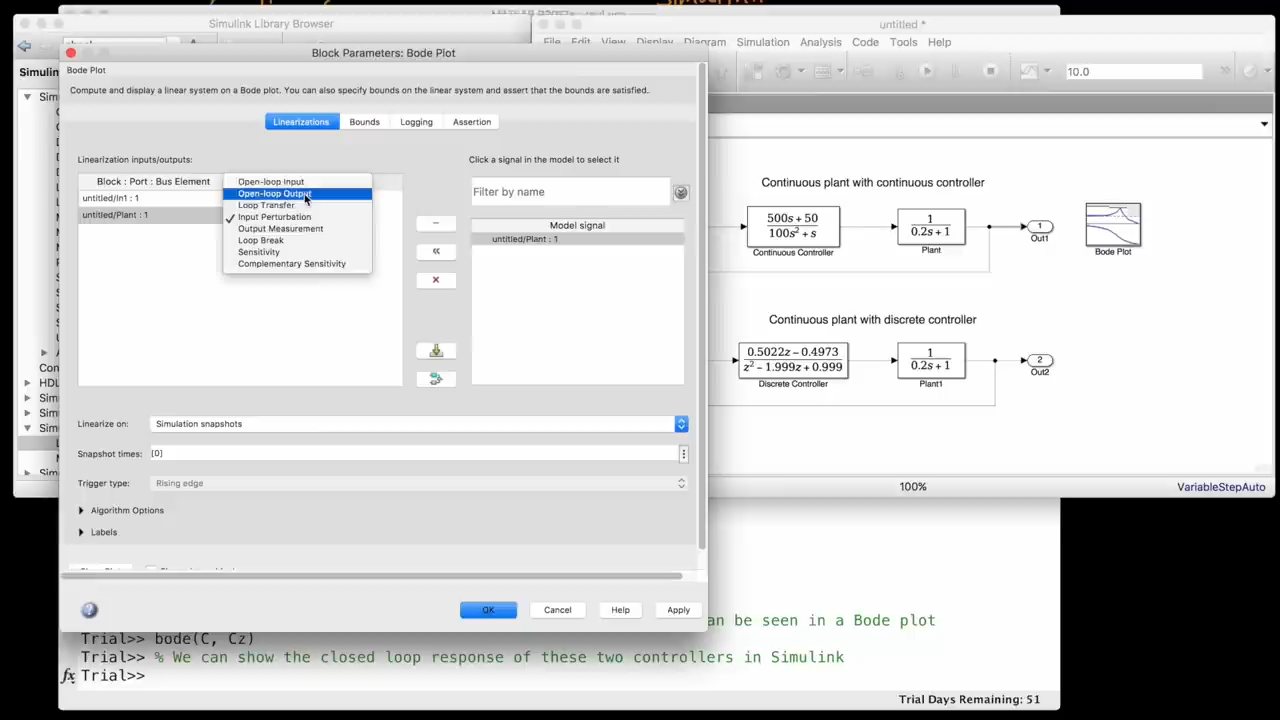 Simulink Library Browser
untitled *
File Edit View Display Diagram Simulation Analysis Code Tools Help
10.0
Block Parameters: Bode Plot
Bode Plot
Compute and display a linear system on a Bode plot. You can also specify bounds on the linear system and assert that the bounds are satisfied.
Linearizations Bounds Logging Assertion
Linearization inputs/outputs:
Click a signal in the model to select it
Block : Port : Bus Element
untitled/In1 : 1
untitled/Plant : 1
Open-loop Input
Open-loop Output
Loop Transfer
Input Perturbation
Output Measurement
Loop Break
Sensitivity
Complementary Sensitivity
Filter by name
Model signal
untitled/Plant : 1
Linearize on: Simulation snapshots
Snapshot times: [0]
Trigger type: Rising edge
Algorithm Options
Labels
OK Cancel Help Apply
Continuous plant with continuous controller
500s + 50
100s² + s
Continuous Controller
1
0.2s + 1
Plant
1
Out1
Bode Plot
Continuous plant with discrete controller
0.5022z − 0.4973
z² − 1.999z + 0.999
Discrete Controller
1
0.2s + 1
Plant1
2
Out2
100%
VariableStepAuto
an be seen in a Bode plot
Trial>> bode(C, Cz)
Trial>> % We can show the closed loop response of these two controllers in Simulink
fx Trial>>
Trial Days Remaining: 51